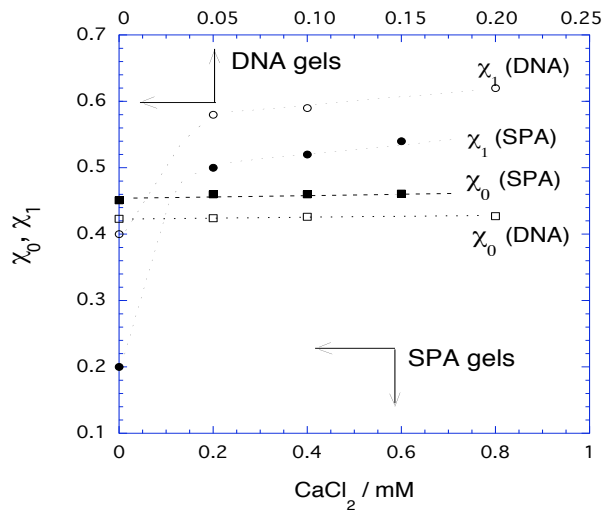 0 0.05 0.10 0.15 0.20 0.25
0.7
0.6
0.5
0.4
0.3
0.2
0.1
χ₀, χ₁
DNA gels
χ₁ (DNA)
χ₁ (SPA)
χ₀ (SPA)
χ₀ (DNA)
SPA gels
0 0.2 0.4 0.6 0.8 1
CaCl₂ / mM